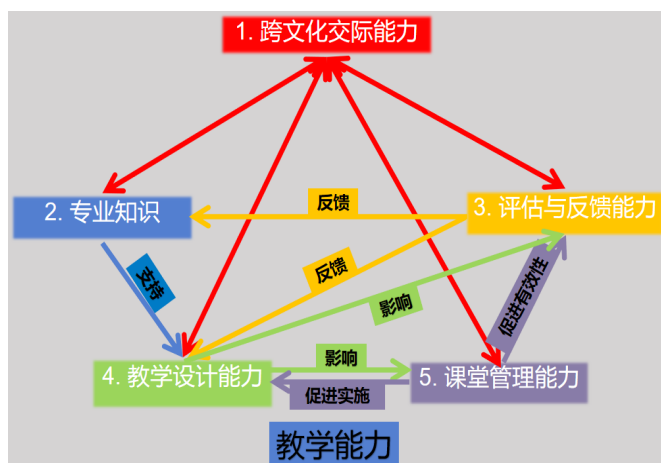 1. 跨文化交际能力
2. 专业知识
反馈
3. 评估与反馈能力
支持
反馈
影响
促进有效性
4. 教学设计能力
影响
促进实施
5. 课堂管理能力
教学能力